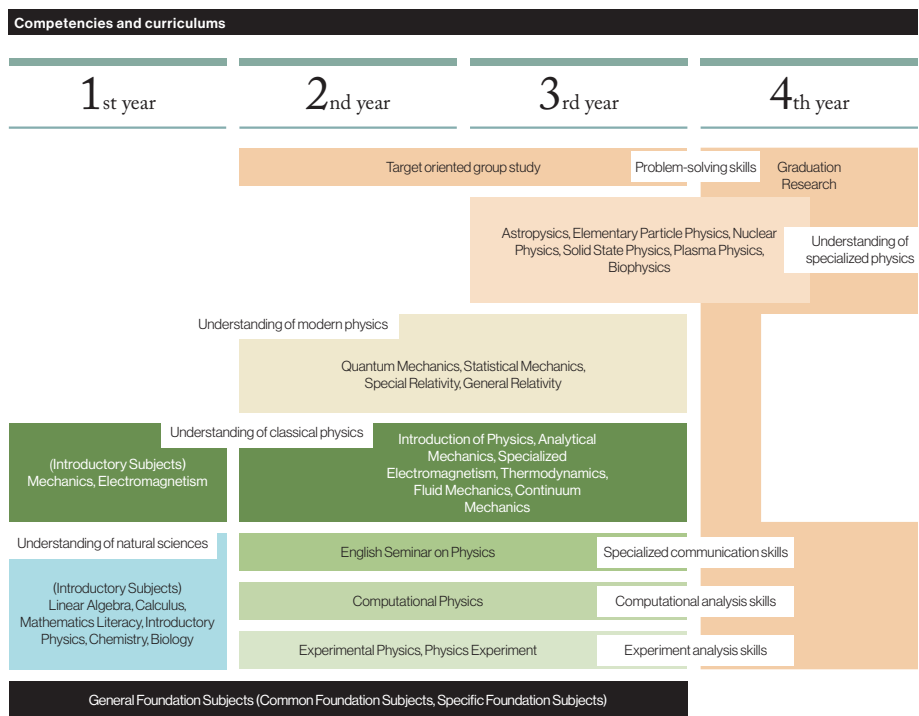 Competencies and curriculums
1st year
2nd year
3rd year
4th year
Target oriented group study
Problem-solving skills
Graduation
Research
Astropysics, Elementary Particle Physics, Nuclear
Physics, Solid State Physics, Plasma Physics,
Biophysics
Understanding of
specialized physics
Understanding of modern physics
Quantum Mechanics, Statistical Mechanics,
Special Relativity, General Relativity
Understanding of classical physics
(Introductory Subjects)
Mechanics, Electromagnetism
Introduction of Physics, Analytical
Mechanics, Specialized
Electromagnetism, Thermodynamics,
Fluid Mechanics, Continuum
Mechanics
Understanding of natural sciences
(Introductory Subjects)
Linear Algebra, Calculus,
Mathematics Literacy, Introductory
Physics, Chemistry, Biology
English Seminar on Physics
Specialized communication skills
Computational Physics
Computational analysis skills
Experimental Physics, Physics Experiment
Experiment analysis skills
General Foundation Subjects (Common Foundation Subjects, Specific Foundation Subjects)